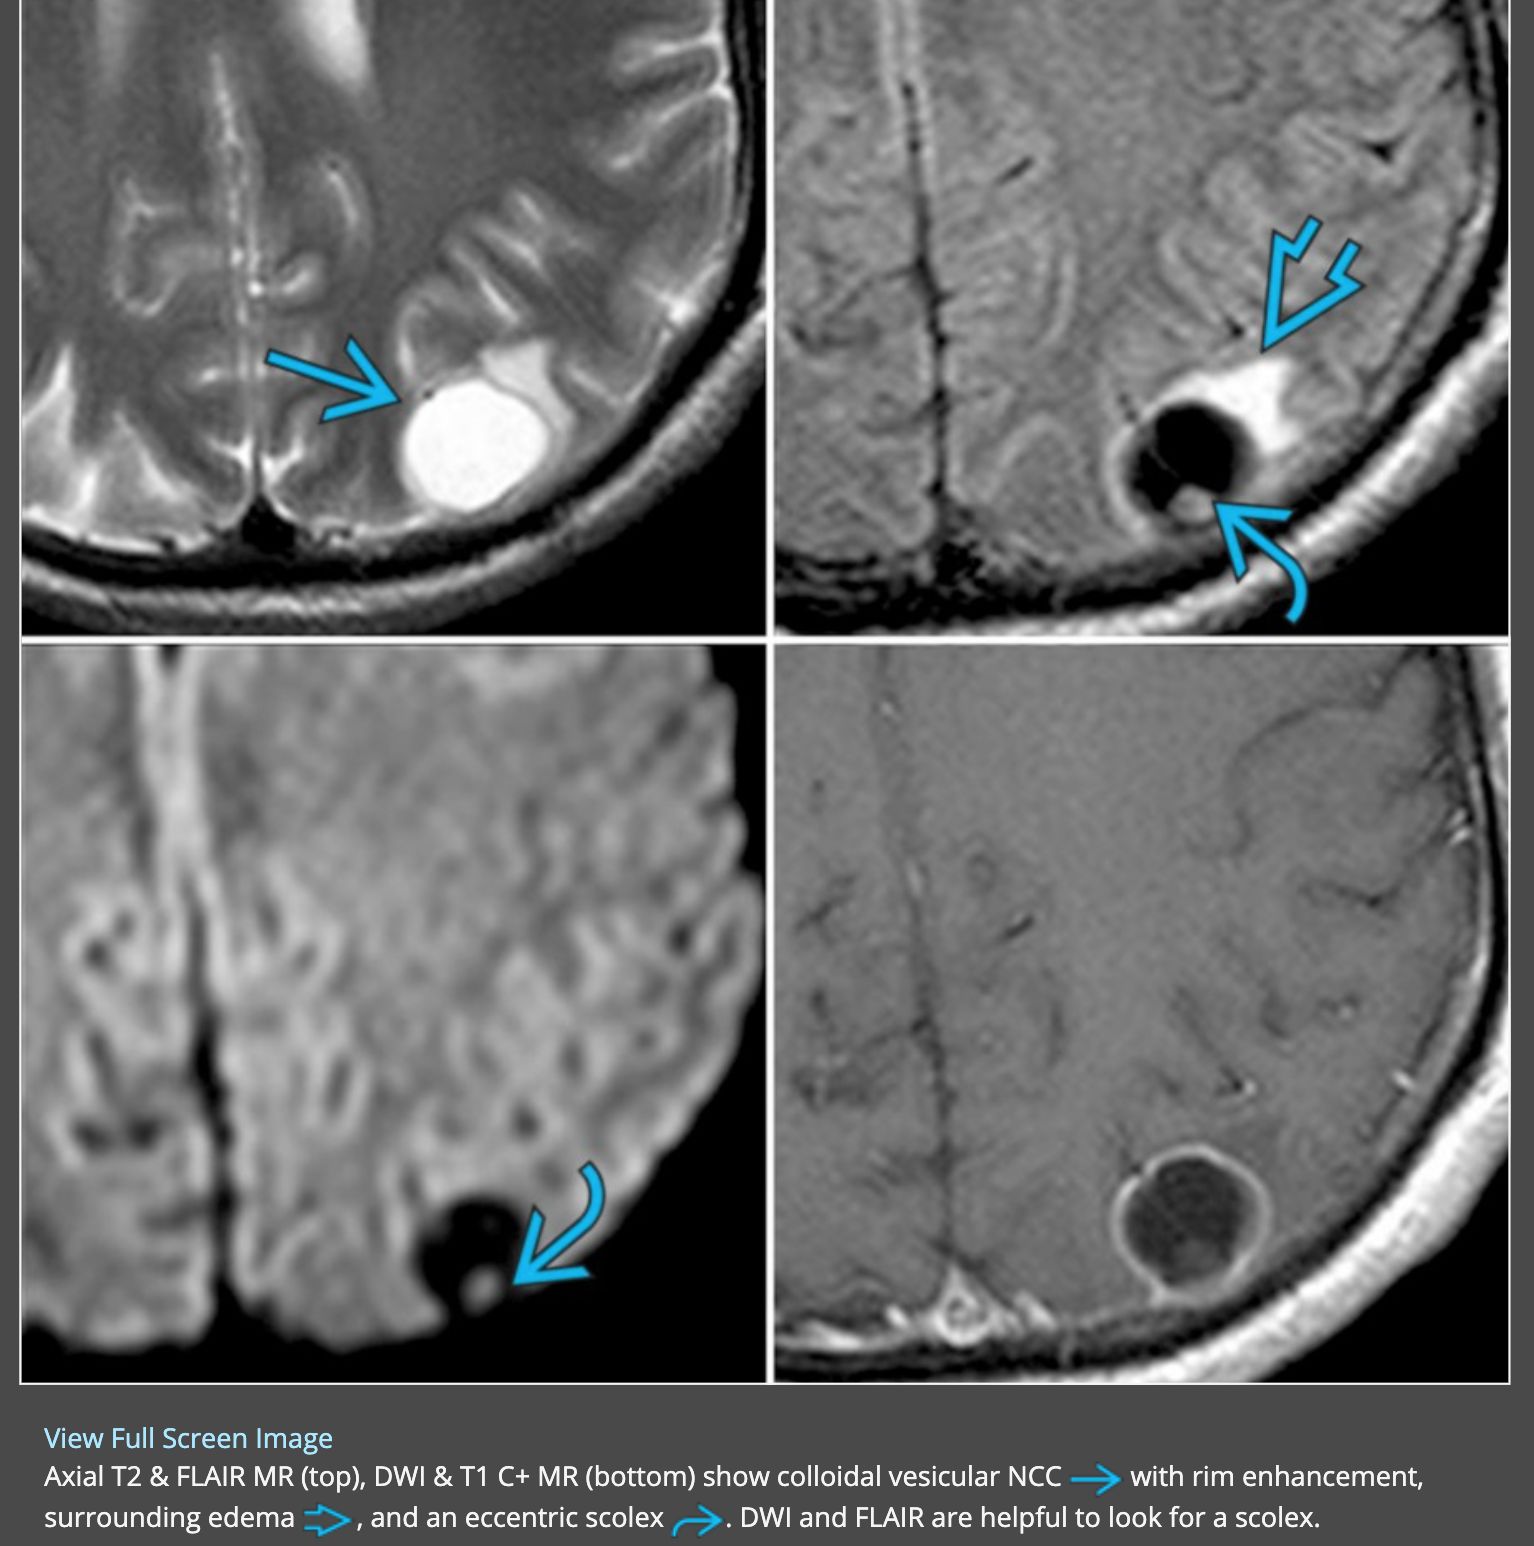 View Full Screen Image
Axial T2 & FLAIR MR (top), DWI & T1 C+ MR (bottom) show colloidal vesicular NCC with rim enhancement,
surrounding edema , and an eccentric scolex . DWI and FLAIR are helpful to look for a scolex.